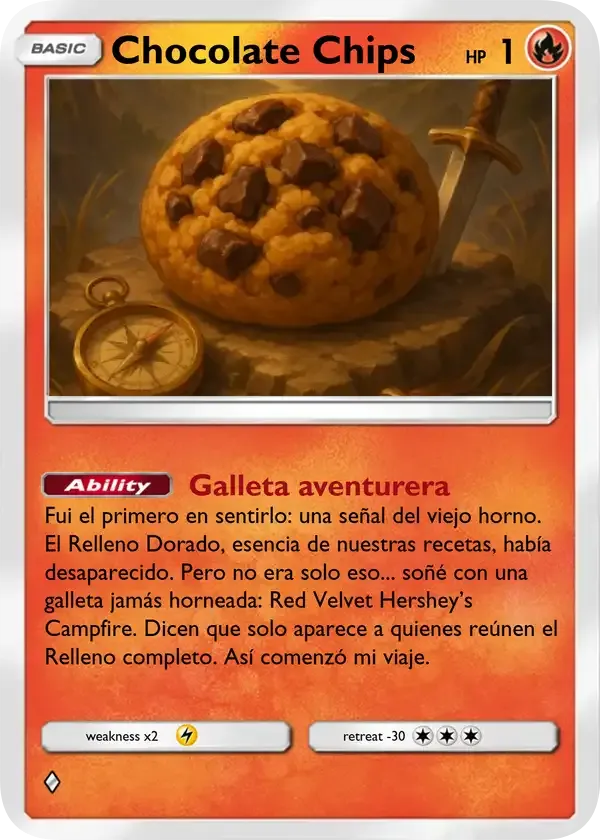 BASIC Chocolate Chips HP 1
Ability Galleta aventurera
Fui el primero en sentirlo: una señal del viejo horno.
El Relleno Dorado, esencia de nuestras recetas, había
desaparecido. Pero no era solo eso... soñé con una
galleta jamás horneada: Red Velvet Hershey's
Campfire. Dicen que solo aparece a quienes reúnen el
Relleno completo. Así comenzó mi viaje.
weakness x2
retreat -30